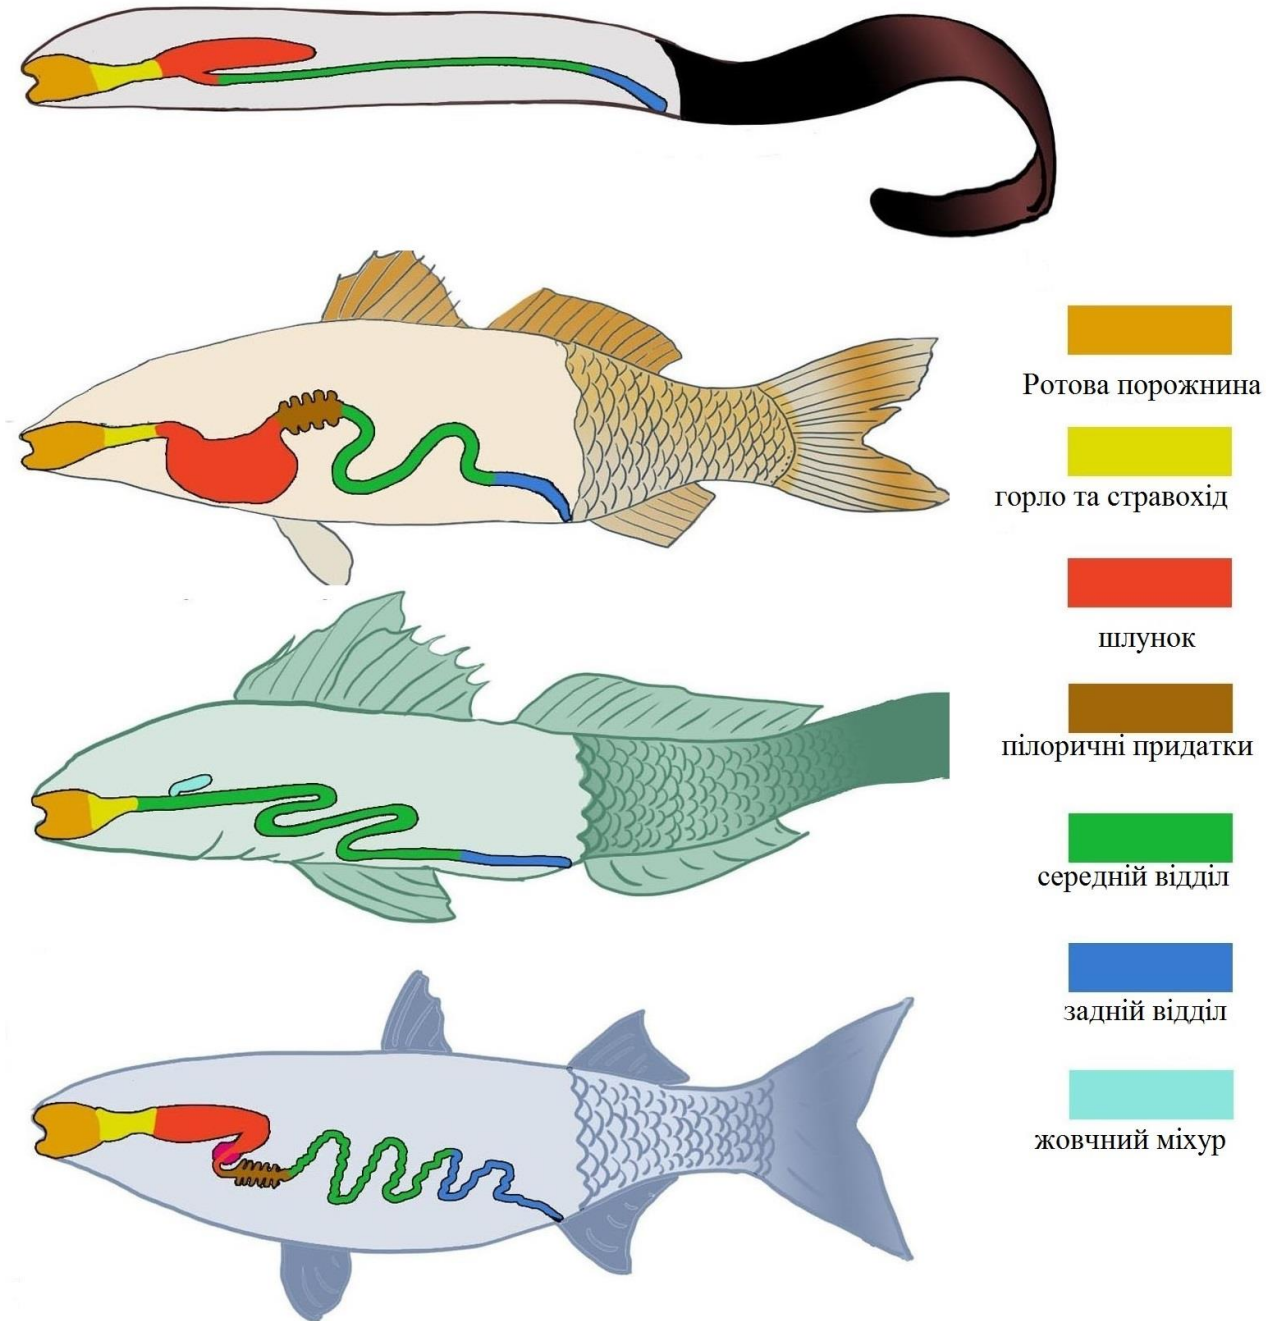 Ротова порожнина
горло та стравохід
шлунок
пілоричні придатки
середній відділ
задній відділ
жовчний міхур